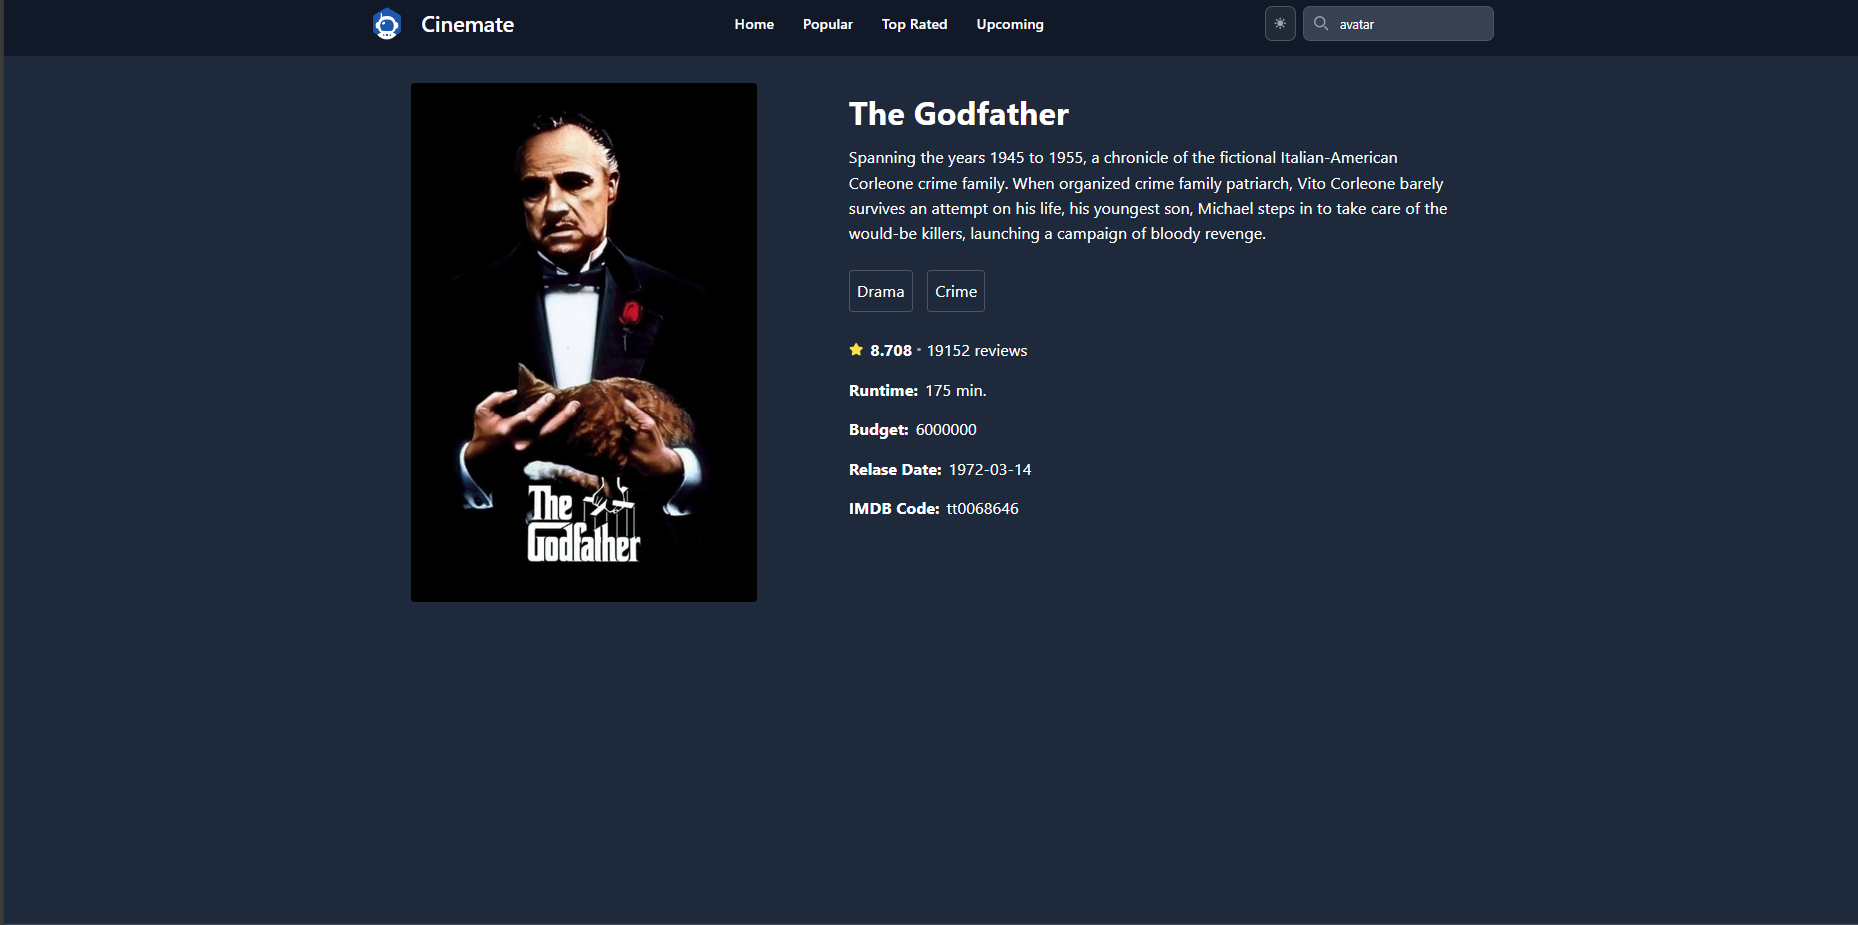 Cinemate
Home Popular Top Rated Upcoming
avatar
The Godfather
Spanning the years 1945 to 1955, a chronicle of the fictional Italian-American
Corleone crime family. When organized crime family patriarch, Vito Corleone barely
survives an attempt on his life, his youngest son, Michael steps in to take care of the
would-be killers, launching a campaign of bloody revenge.
Drama Crime
8.708 • 19152 reviews
Runtime: 175 min.
Budget: 6000000
Relase Date: 1972-03-14
IMDB Code: tt0068646
The
Godfather